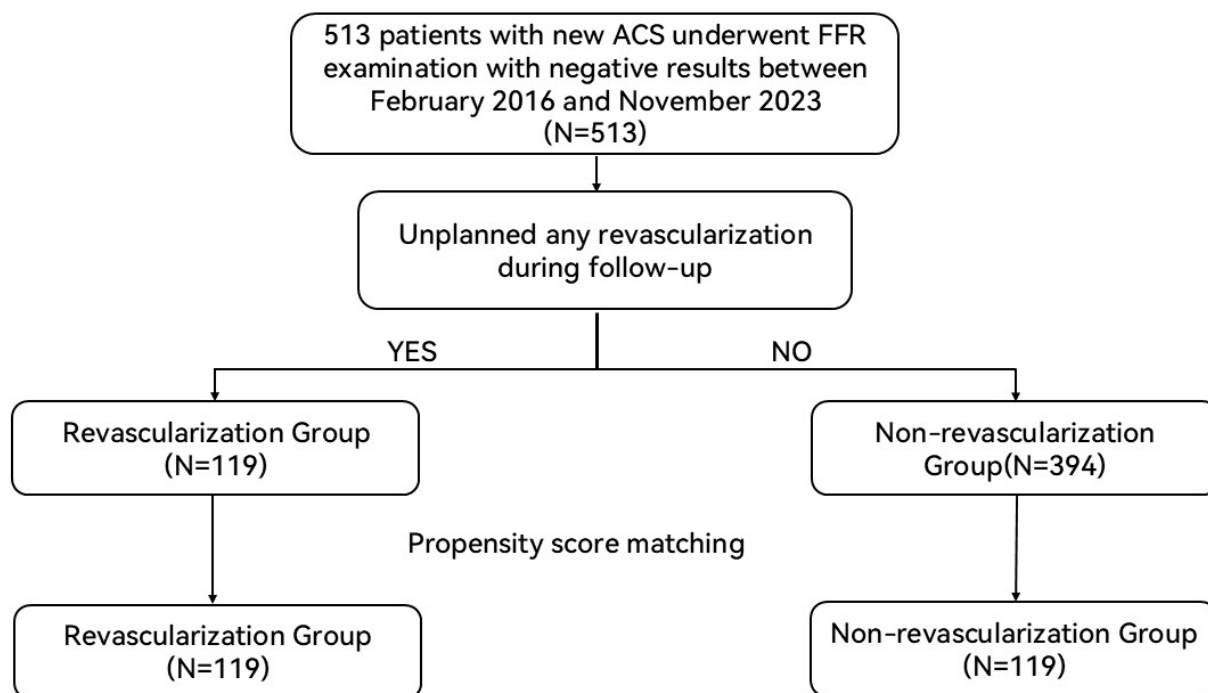 513 patients with new ACS underwent FFR
examination with negative results between
February 2016 and November 2023
(N=513)
Unplanned any revascularization
during follow-up
YES
NO
Revascularization Group
(N=119)
Non-revascularization
Group(N=394)
Propensity score matching
Revascularization Group
(N=119)
Non-revascularization Group
(N=119)